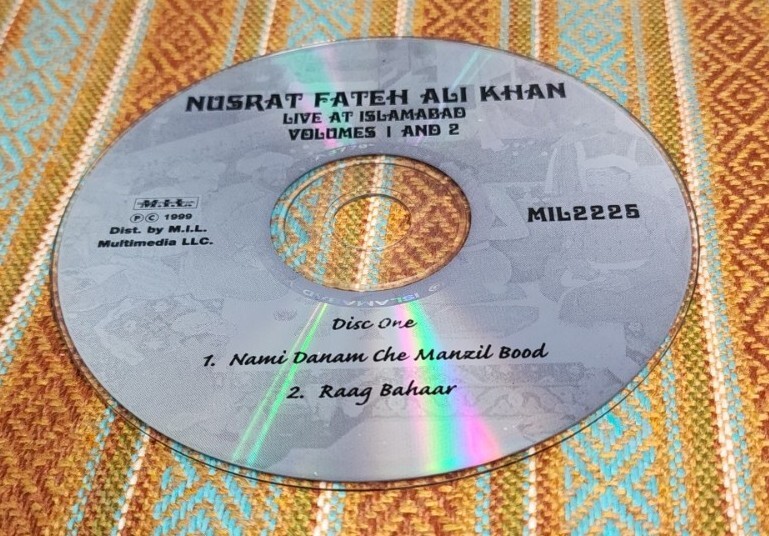 NUSRAT FATEH ALI KHAN
LIVE AT ISLAMABAD
VOLUMES 1 AND 2
M.I.L.
Ⓟ© 1999
Dist. by M.I.L.
Multimedia LLC.
MIL2225
Disc One
1. Nami Danam Che Manzil Bood
2. Raag Bahaar